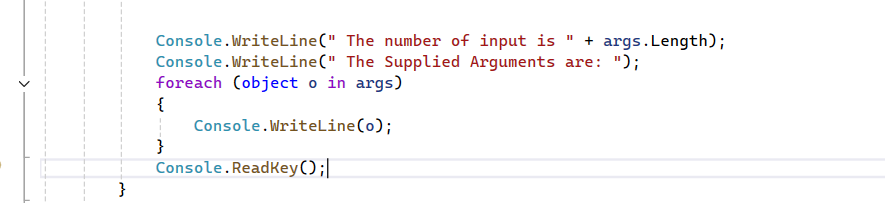 Console.WriteLine(" The number of input is " + args.Length);
Console.WriteLine(" The Supplied Arguments are: ");
foreach (object o in args)
{
Console.WriteLine(o);
}
Console.ReadKey();
}